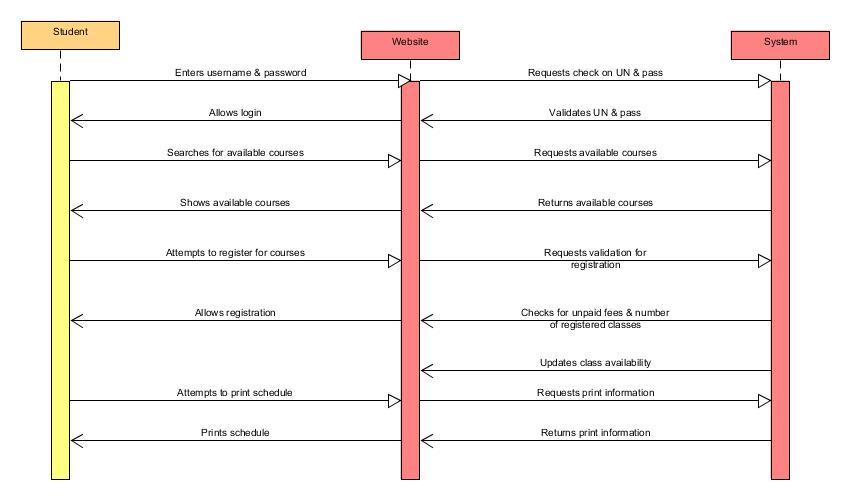 Student
Website
System
Enters username & password
Requests check on UN & pass
Allows login
Validates UN & pass
Searches for available courses
Requests available courses
Shows available courses
Returns available courses
Attempts to register for courses
Requests validation for
registration
Allows registration
Checks for unpaid fees & number
of registered classes
Updates class availability
Attempts to print schedule
Requests print information
Prints schedule
Returns print information